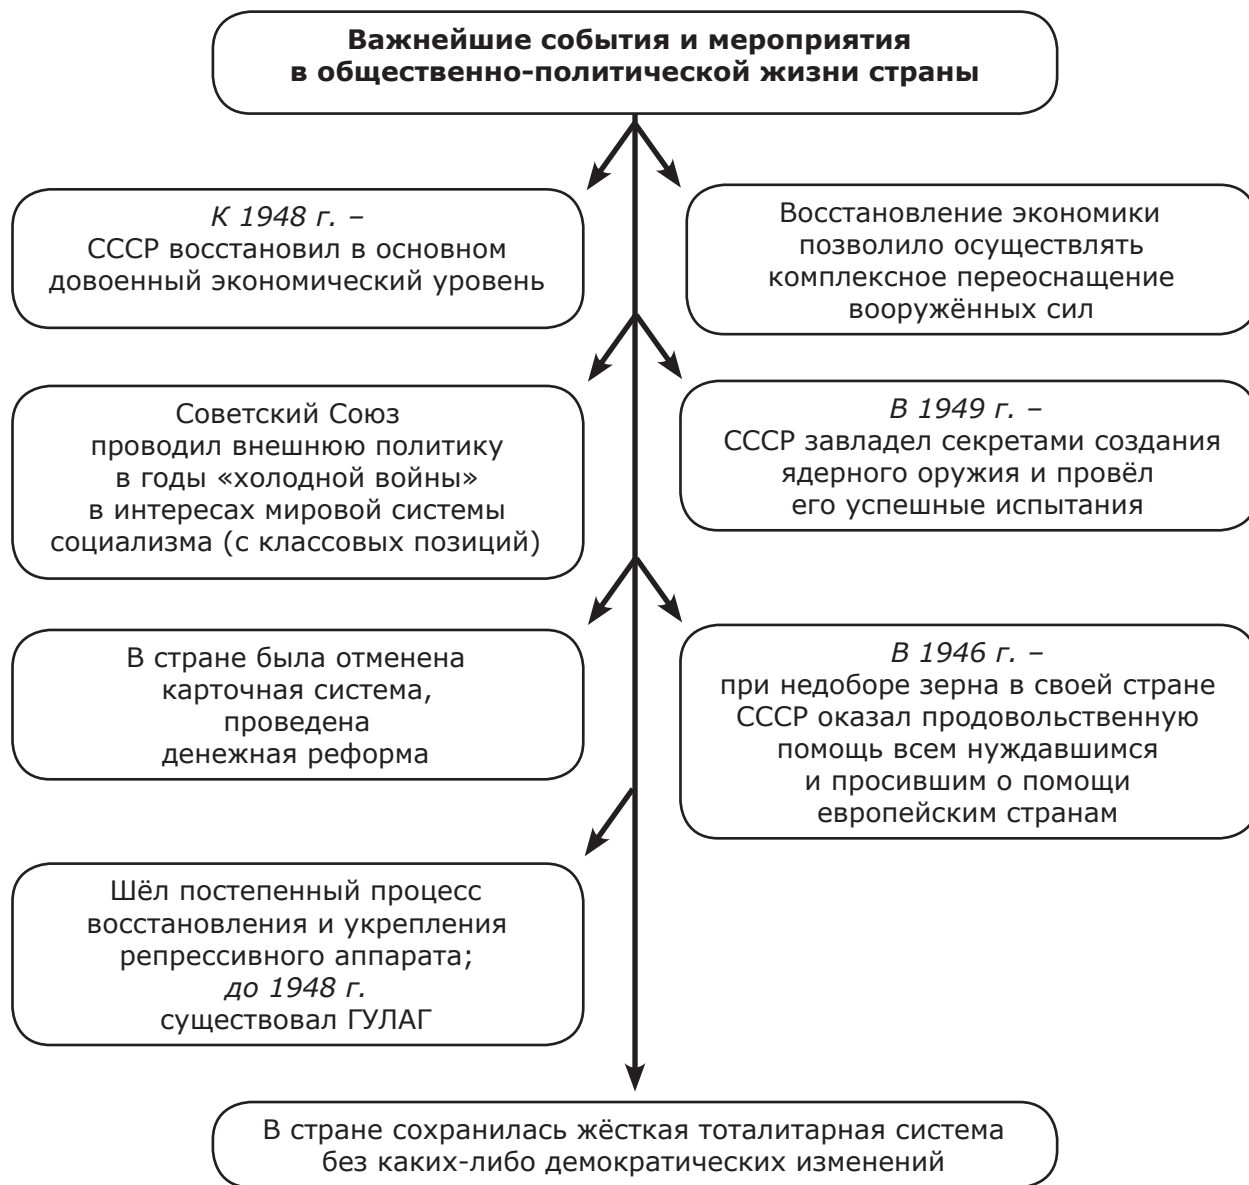 Важнейшие события и мероприятия
в общественно-политической жизни страны
К 1948 г. –
СССР восстановил в основном
довоенный экономический уровень
Восстановление экономики
позволило осуществлять
комплексное переоснащение
вооружённых сил
Советский Союз
проводил внешнюю политику
в годы «холодной войны»
в интересах мировой системы
социализма (с классовых позиций)
В 1949 г. –
СССР завладел секретами создания
ядерного оружия и провёл
его успешные испытания
В стране была отменена
карточная система,
проведена
денежная реформа
В 1946 г. –
при недоборе зерна в своей стране
СССР оказал продовольственную
помощь всем нуждавшимся
и просившим о помощи
европейским странам
Шёл постепенный процесс
восстановления и укрепления
репрессивного аппарата;
до 1948 г.
существовал ГУЛАГ
В стране сохранилась жёсткая тоталитарная система
без каких-либо демократических изменений